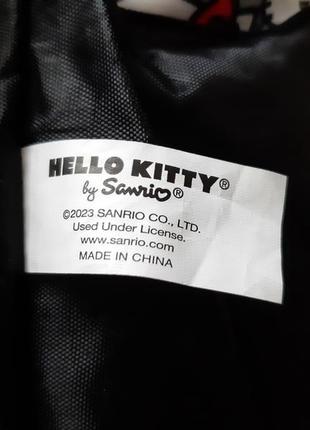 HELLO KITTY®
by Sanrio®
©2023 SANRIO CO., LTD.
Used Under License.
www.sanrio.com
MADE IN CHINA